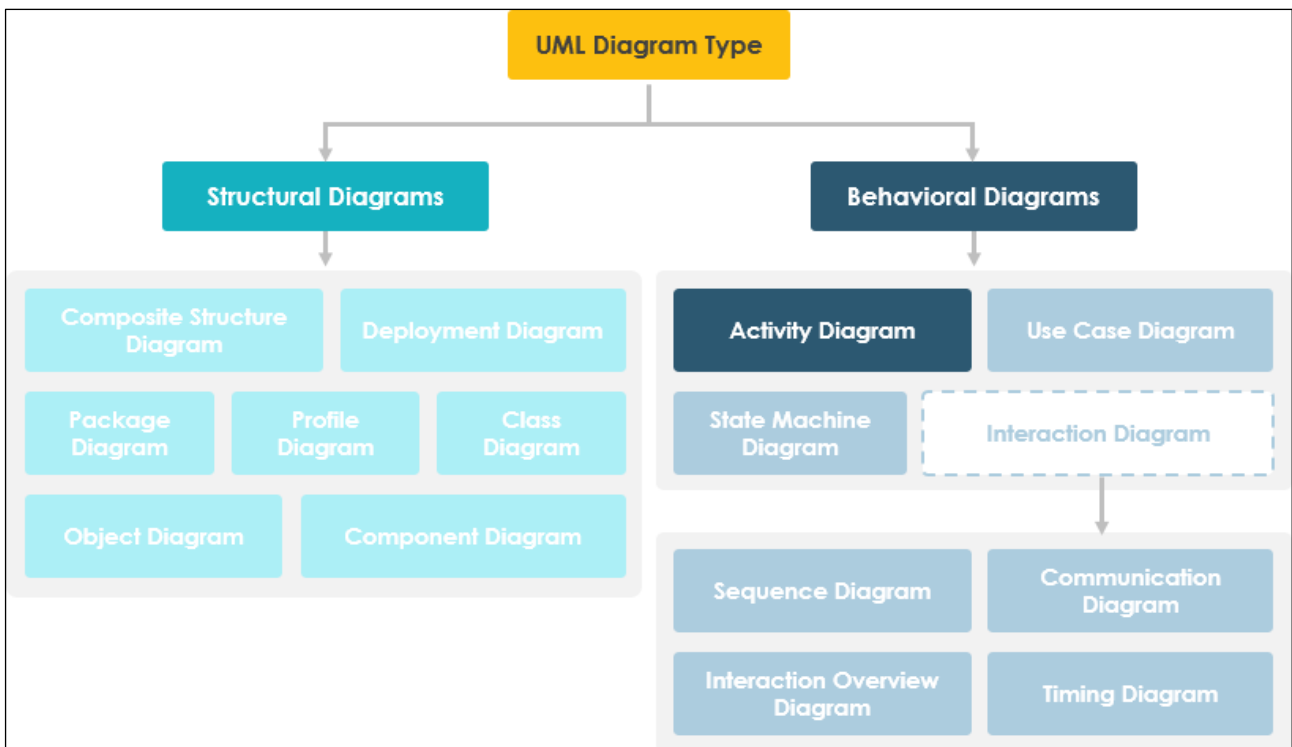 UML Diagram Type
Structural Diagrams
Behavioral Diagrams
Composite Structure
Diagram
Deployment Diagram
Package
Diagram
Profile
Diagram
Class
Diagram
Object Diagram
Component Diagram
Activity Diagram
Use Case Diagram
State Machine
Diagram
Interaction Diagram
Sequence Diagram
Communication
Diagram
Interaction Overview
Diagram
Timing Diagram